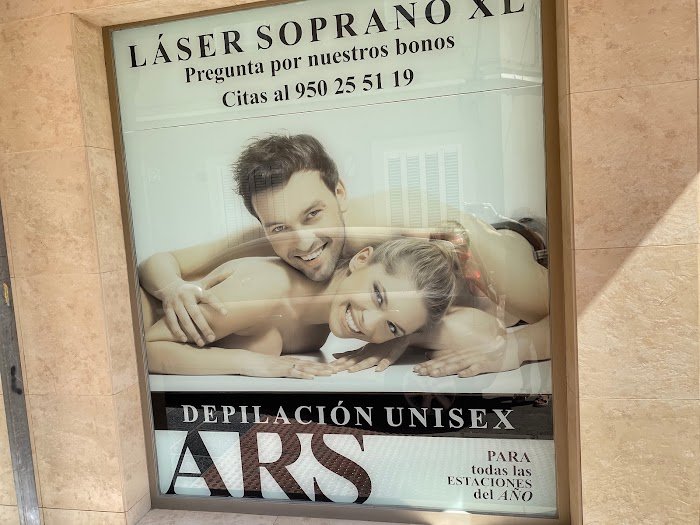 LÁSER SOPRANO XL
Pregunta por nuestros bonos
Citas al 950 25 51 19
DEPILACIÓN UNISEX
ARS
PARA
todas las
ESTACIONES
del AÑO